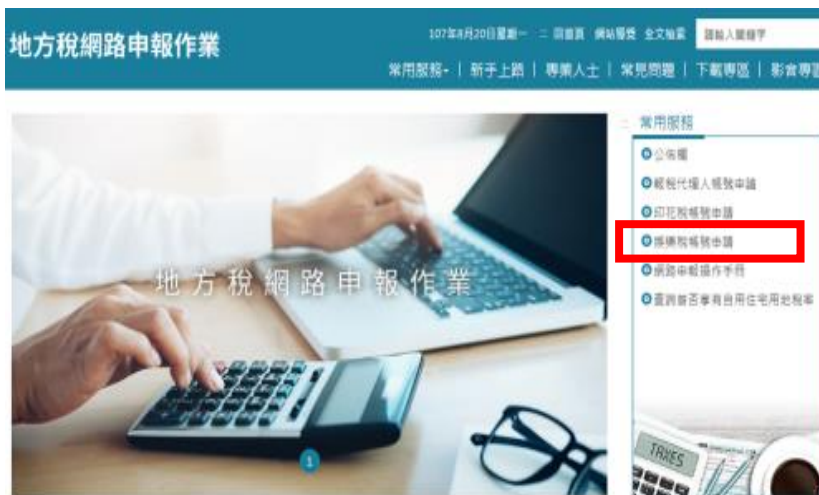 地方稅網路申報作業
107年8月20日星期一 :: 回首頁 網站導覽 全文檢索 請輸入關鍵字
常用服務 | 新手上路 | 專業人士 | 常見問題 | 下載專區 | 影音專區
地方稅網路申報作業
1
:: 常用服務
公佈欄
報稅代理人帳號申請
印花稅帳號申請
娛樂稅帳號申請
網路申報操作手冊
查詢是否享有自用住宅用地稅率
TAXES